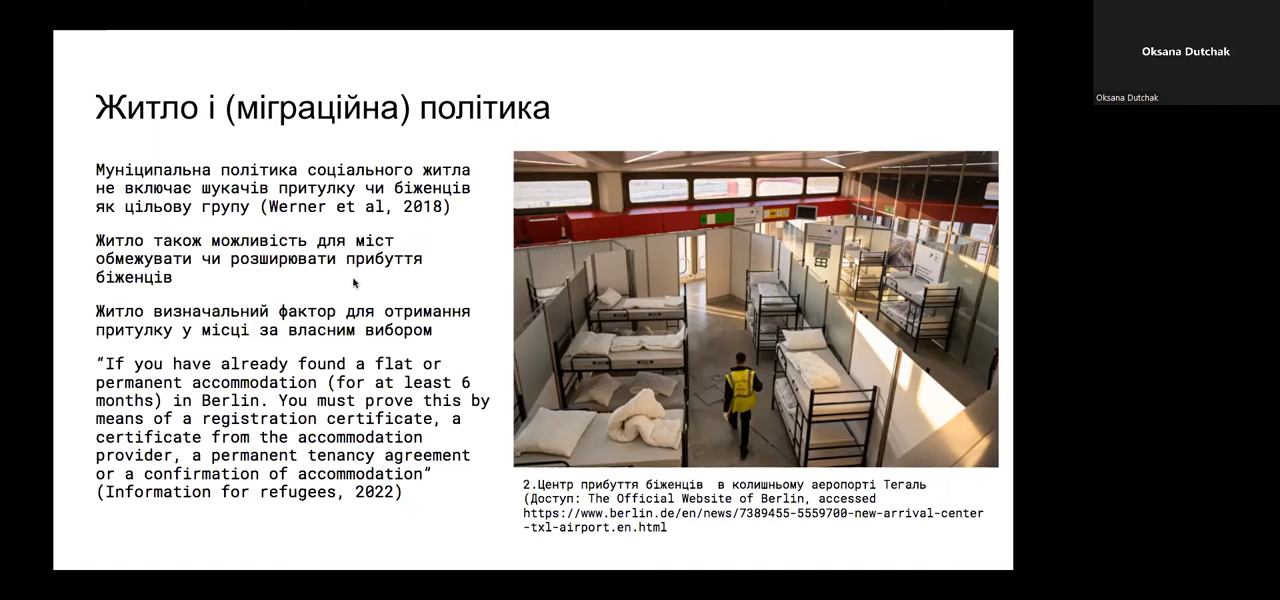 Житло і (міграційна) політика
Муніципальна політика соціального житла
не включає шукачів притулку чи біженців
як цільову групу (Werner et al, 2018)
Житло також можливість для міст
обмежувати чи розширювати прибуття
біженців
Житло визначальний фактор для отримання
притулку у місці за власним вибором
“If you have already found a flat or
permanent accommodation (for at least 6
months) in Berlin. You must prove this by
means of a registration certificate, a
certificate from the accommodation
provider, a permanent tenancy agreement
or a confirmation of accommodation”
(Information for refugees, 2022)
2.Центр прибуття біженців в колишньому аеропорті Тегаль
(Доступ: The Official Website of Berlin, accessed
https://www.berlin.de/en/news/7389455-5559700-new-arrival-center
-txl-airport.en.html
Oksana Dutchak
Oksana Dutchak